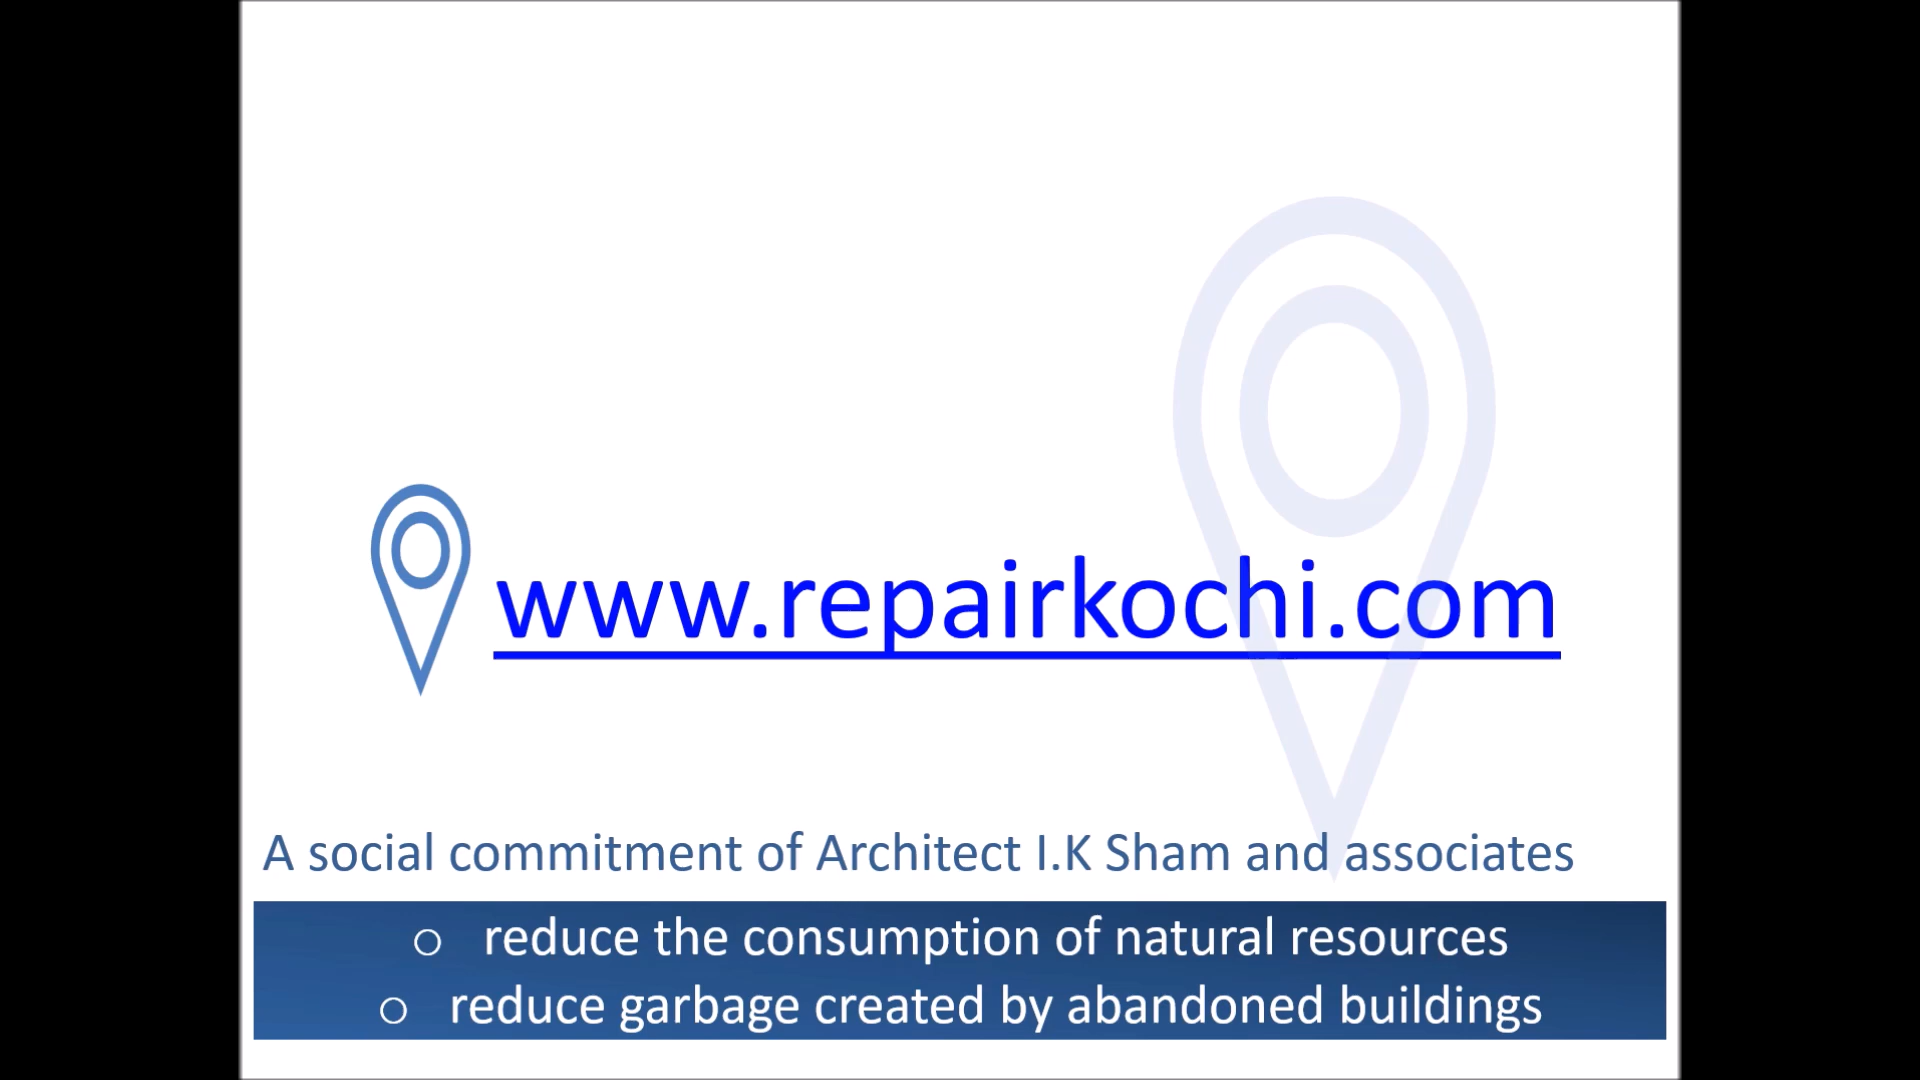 www.repairkochi.com
A social commitment of Architect I.K Sham and associates
o reduce the consumption of natural resources
o reduce garbage created by abandoned buildings